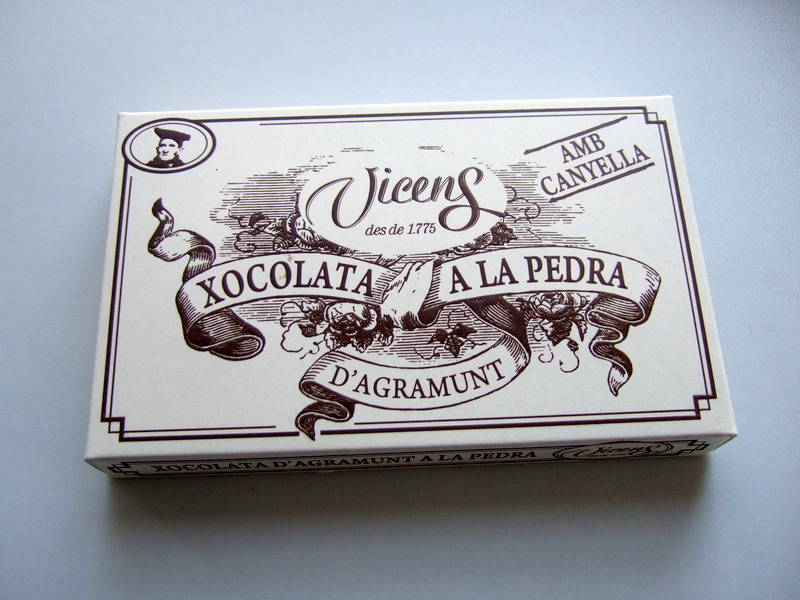 AMB
CANYELLA
Vicens
des de 1.775
XOCOLATA A LA PEDRA
D'AGRAMUNT
XOCOLATA D'AGRAMUNT A LA PEDRA
Vicens